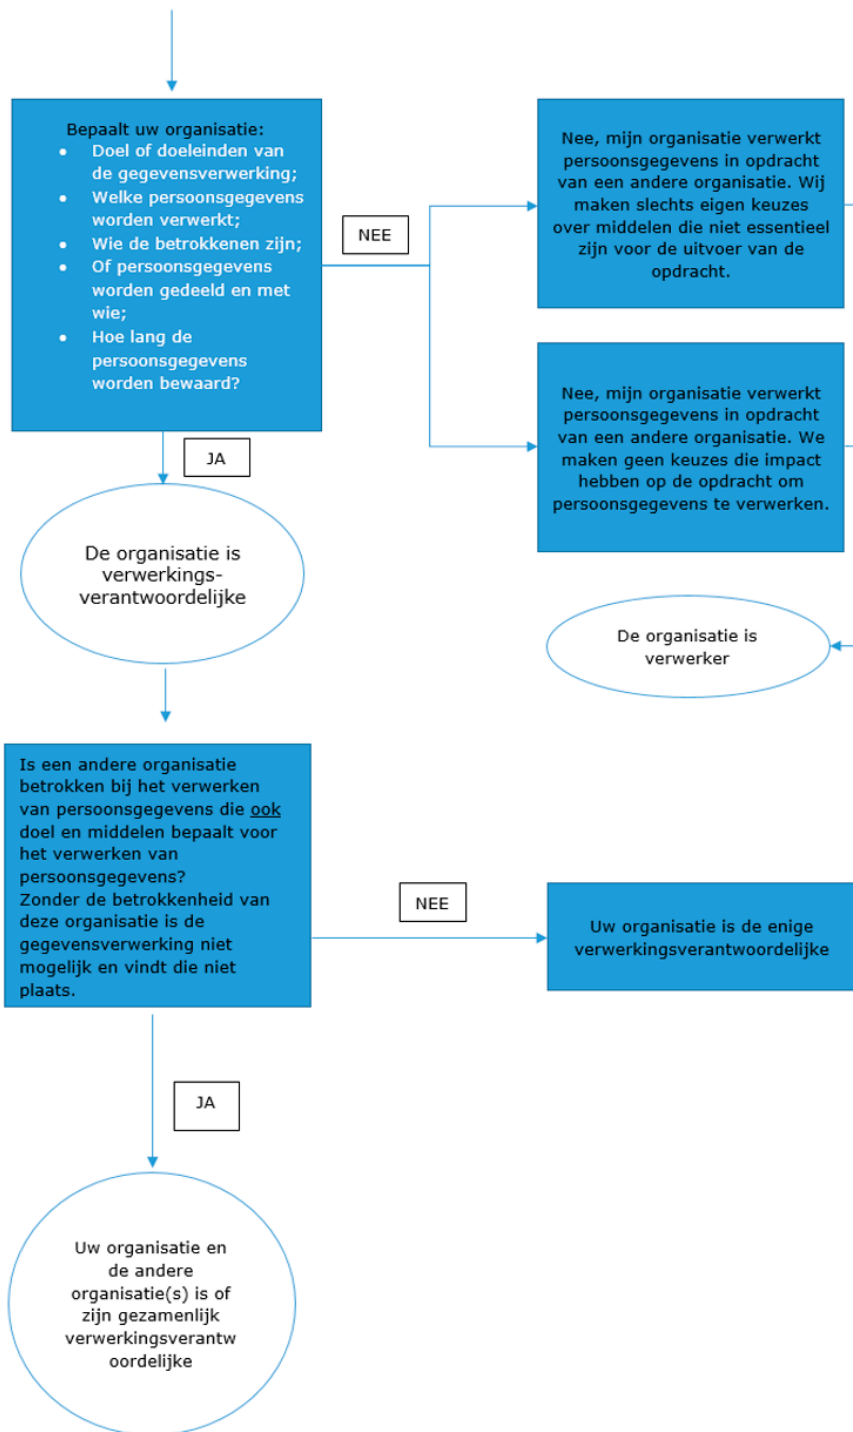 Bepaalt uw organisatie:
• Doel of doeleinden van
de gegevensverwerking;
• Welke persoonsgegevens
worden verwerkt;
• Wie de betrokkenen zijn;
• Of persoonsgegevens
worden gedeeld en met
wie;
• Hoe lang de
persoonsgegevens
worden bewaard?
NEE
Nee, mijn organisatie verwerkt
persoonsgegevens in opdracht
van een andere organisatie. Wij
maken slechts eigen keuzes
over middelen die niet essentieel
zijn voor de uitvoer van de
opdracht.
Nee, mijn organisatie verwerkt
persoonsgegevens in opdracht
van een andere organisatie. We
maken geen keuzes die impact
hebben op de opdracht om
persoonsgegevens te verwerken.
JA
De organisatie is
verwerkings-
verantwoordelijke
De organisatie is
verwerker
Is een andere organisatie
betrokken bij het verwerken
van persoonsgegevens die ook
doel en middelen bepaalt voor
het verwerken van
persoonsgegevens?
Zonder de betrokkenheid van
deze organisatie is de
gegevensverwerking niet
mogelijk en vindt die niet
plaats.
NEE
Uw organisatie is de enige
verwerkingsverantwoordelijke
JA
Uw organisatie en
de andere
organisatie(s) is of
zijn gezamenlijk
verwerkingsverantw
oordelijke